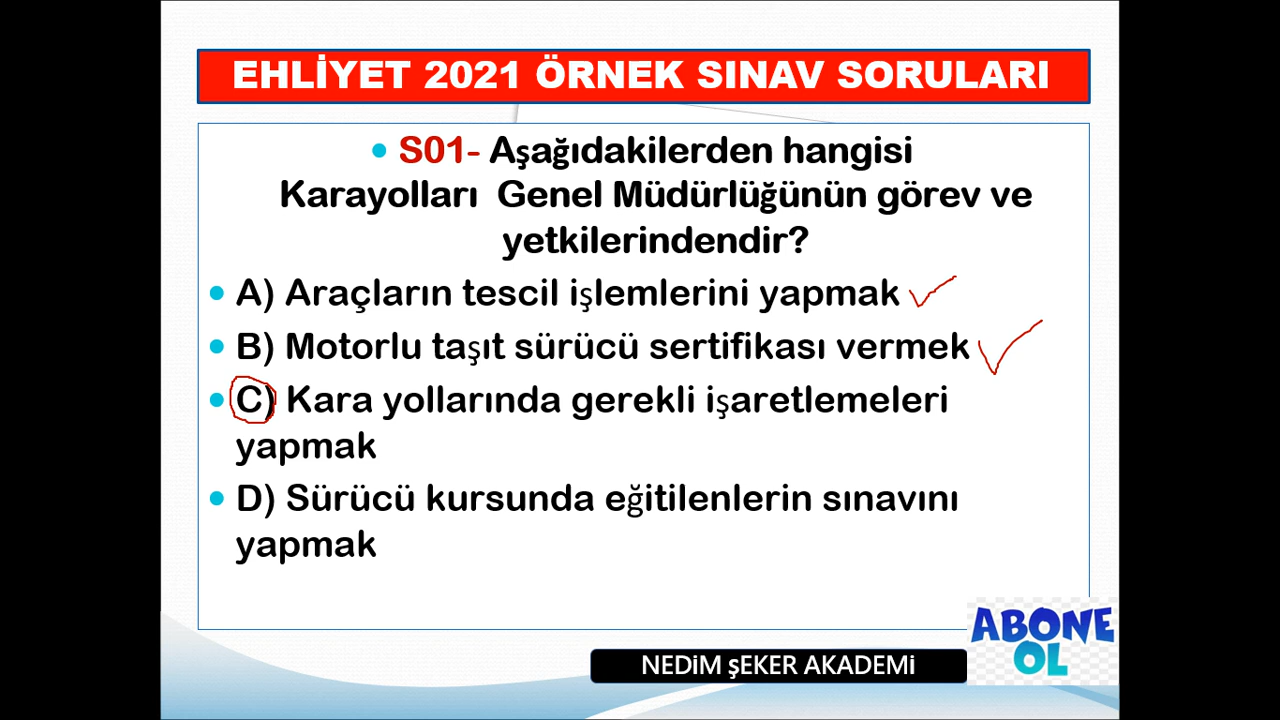 EHLİYET 2021 ÖRNEK SINAV SORULARI
• S01- Aşağıdakilerden hangisi
Karayolları Genel Müdürlüğünün görev ve
yetkilerindendir?
• A) Araçların tescil işlemlerini yapmak
• B) Motorlu taşıt sürücü sertifikası vermek
• C) Kara yollarında gerekli işaretlemeleri
yapmak
• D) Sürücü kursunda eğitilenlerin sınavını
yapmak
NEDİM ŞEKER AKADEMİ
ABONE
OL